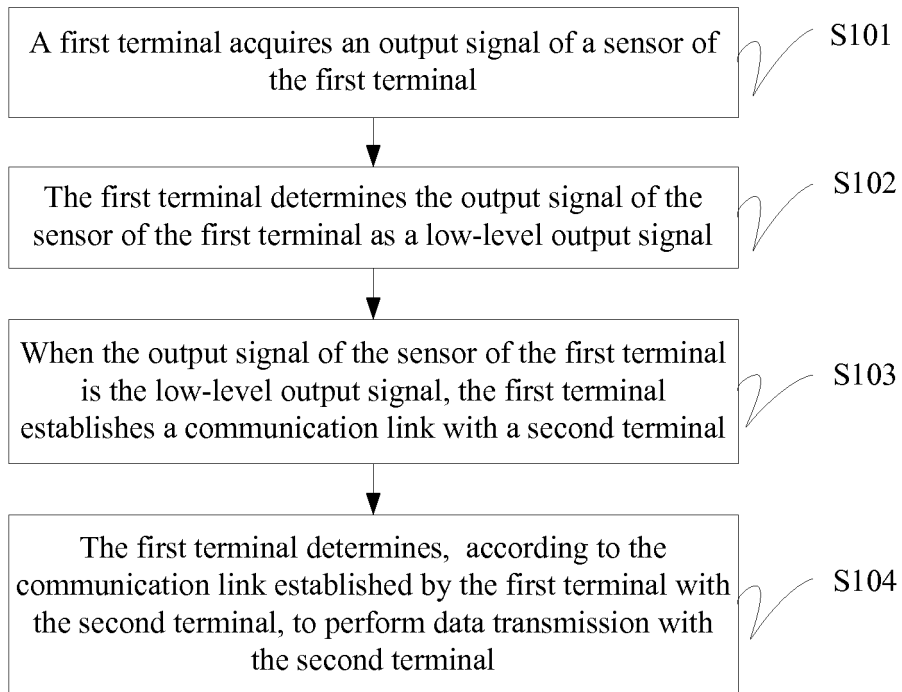 A first terminal acquires an output signal of a sensor of
the first terminal
S101
The first terminal determines the output signal of the
sensor of the first terminal as a low-level output signal
S102
When the output signal of the sensor of the first terminal
is the low-level output signal, the first terminal
establishes a communication link with a second terminal
S103
The first terminal determines, according to the
communication link established by the first terminal with
the second terminal, to perform data transmission with
the second terminal
S104